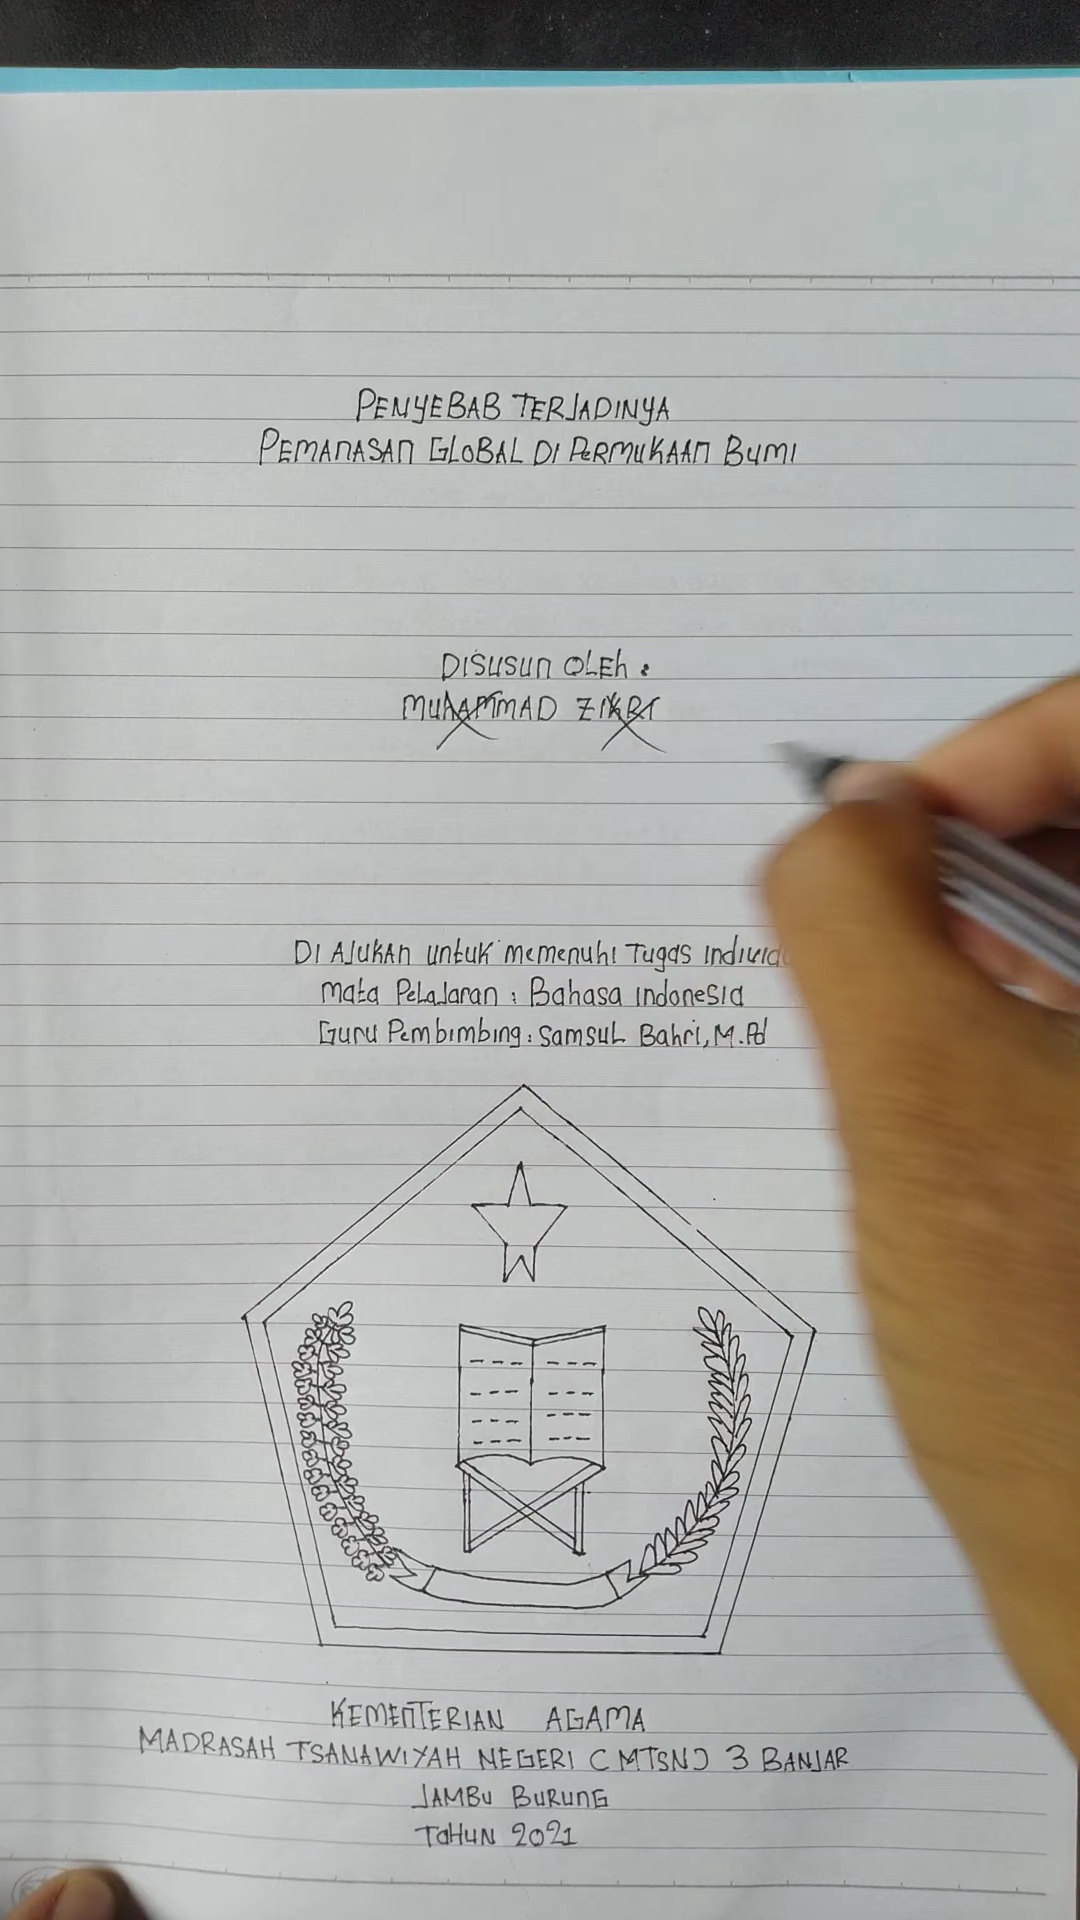 PENYEBAB TERJADINYA
PEMANASAN GLOBAL DI PERMUKAAN BUMI
DISUSUN OLEH :
MUHAMMAD ZIKRI
DI AJUKAN untuk memenuhi Tugas individu
mata PeLaJaran : Bahasa indonesia
Guru Pembimbing : SamsuL Bahri, M.Pd
KEMENTERIAN AGAMA
MADRASAH TSANAWIYAH NEGERI (MTSN) 3 BANJAR
JAMBU BURUNG
TAHUN 2021